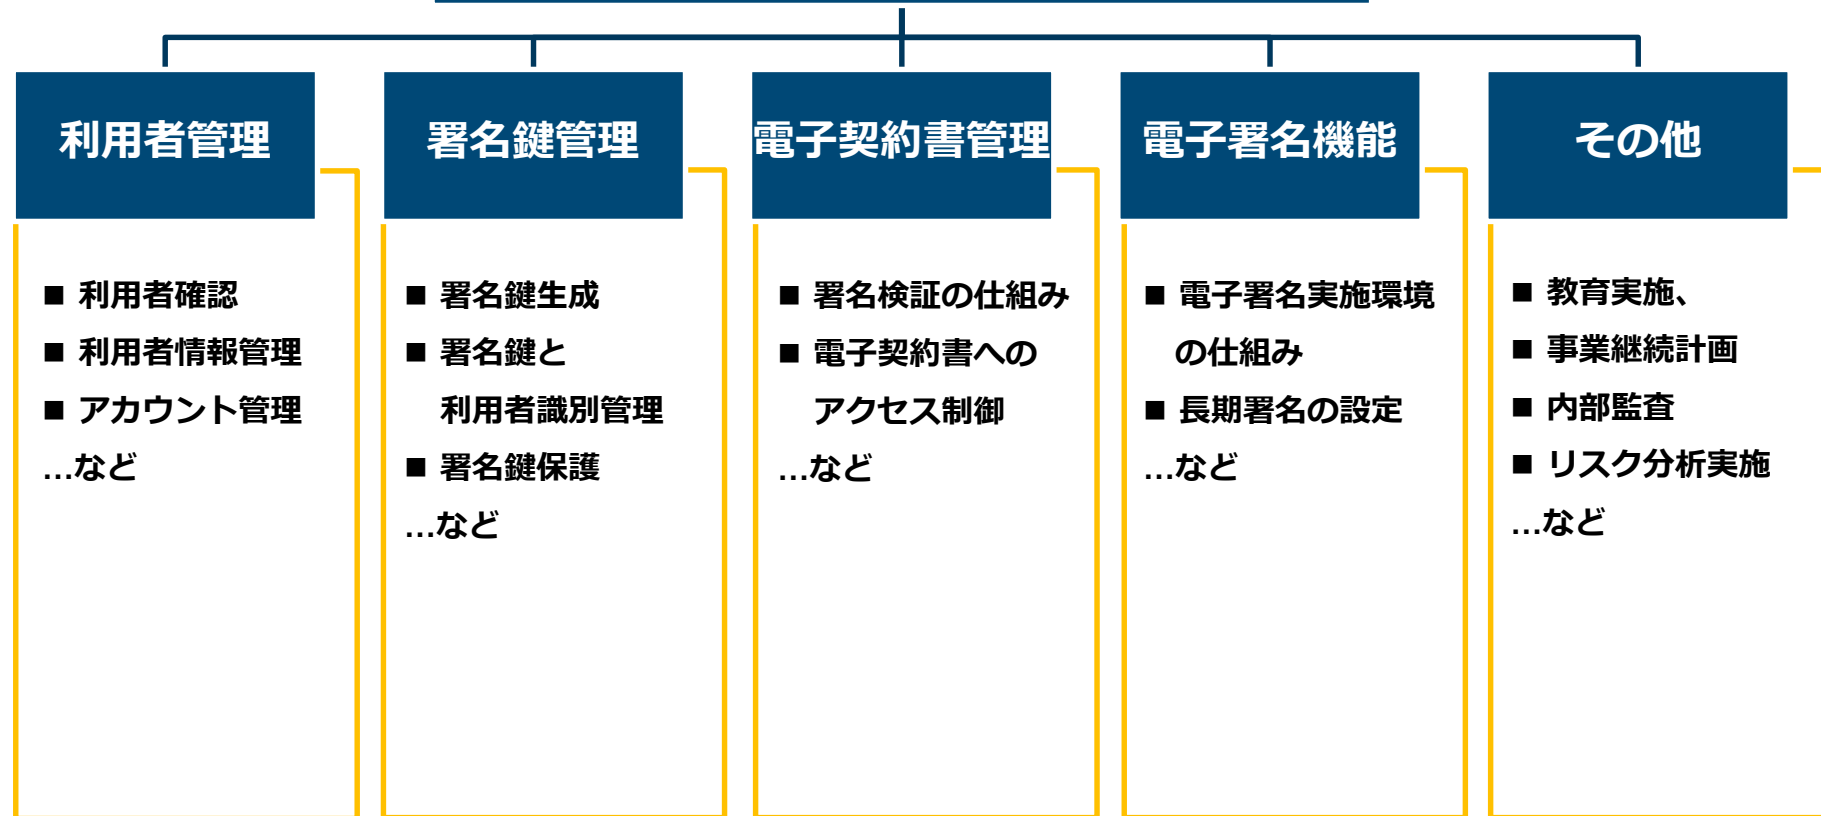 利用者管理
■ 利用者確認
■ 利用者情報管理
■ アカウント管理
…など
署名鍵管理
■ 署名鍵生成
■ 署名鍵と
利用者識別管理
■ 署名鍵保護
…など
電子契約書管理
■ 署名検証の仕組み
■ 電子契約書への
アクセス制御
…など
電子署名機能
■ 電子署名実施環境
の仕組み
■ 長期署名の設定
…など
その他
■ 教育実施、
■ 事業継続計画
■ 内部監査
■ リスク分析実施
…など